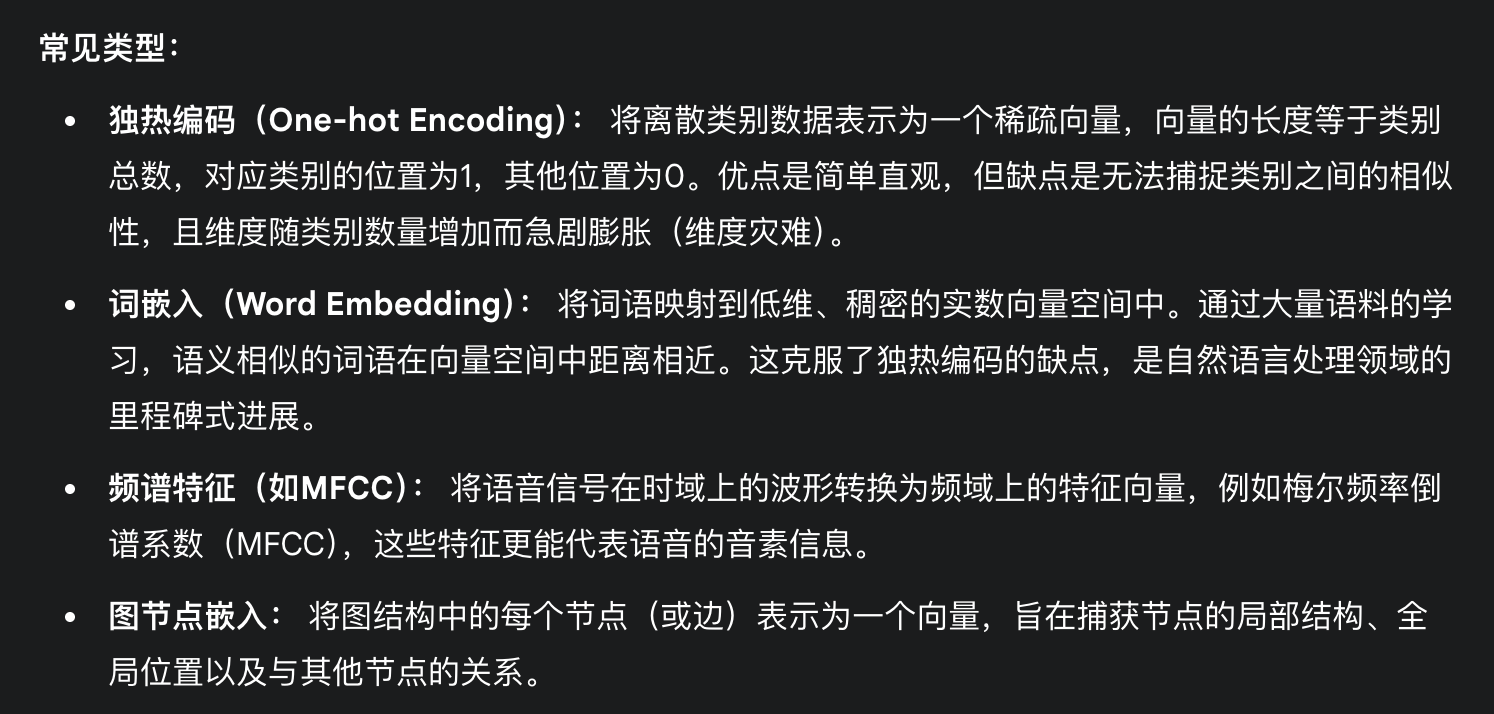 常见类型：
• 独热编码（One-hot Encoding）： 将离散类别数据表示为一个稀疏向量，向量的长度等于类别
总数，对应类别的位置为1，其他位置为0。优点是简单直观，但缺点是无法捕捉类别之间的相似
性，且维度随类别数量增加而急剧膨胀（维度灾难）。
• 词嵌入（Word Embedding）： 将词语映射到低维、稠密的实数向量空间中。通过大量语料的学
习，语义相似的词语在向量空间中距离相近。这克服了独热编码的缺点，是自然语言处理领域的
里程碑式进展。
• 频谱特征（如MFCC）： 将语音信号在时域上的波形转换为频域上的特征向量，例如梅尔频率倒
谱系数（MFCC），这些特征更能代表语音的音素信息。
• 图节点嵌入： 将图结构中的每个节点（或边）表示为一个向量，旨在捕获节点的局部结构、全
局位置以及与其他节点的关系。